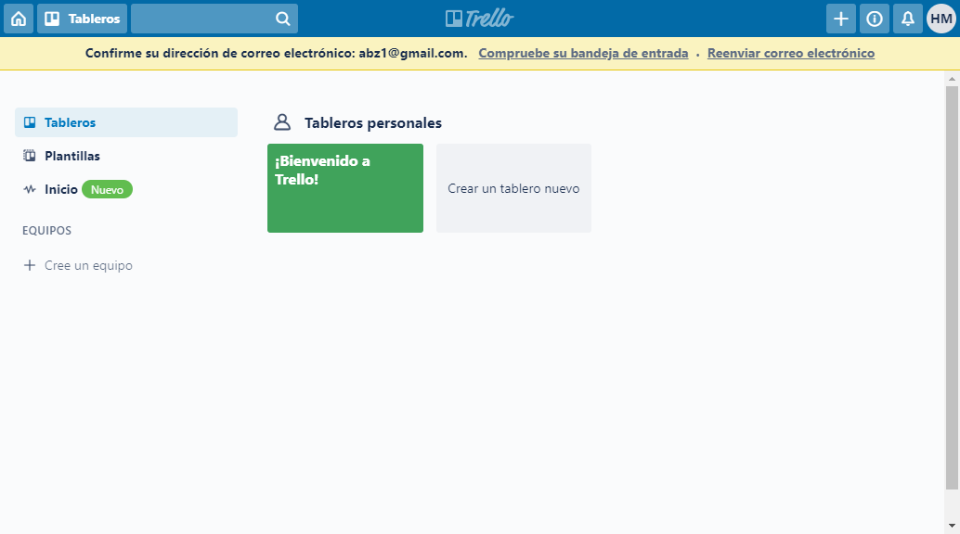 Tableros
Trello
HM
Confirme su dirección de correo electrónico: abz1@gmail.com. Compruebe su bandeja de entrada · Reenviar correo electrónico
Tableros
Plantillas
Inicio Nuevo
EQUIPOS
+ Cree un equipo
Tableros personales
¡Bienvenido a
Trello!
Crear un tablero nuevo